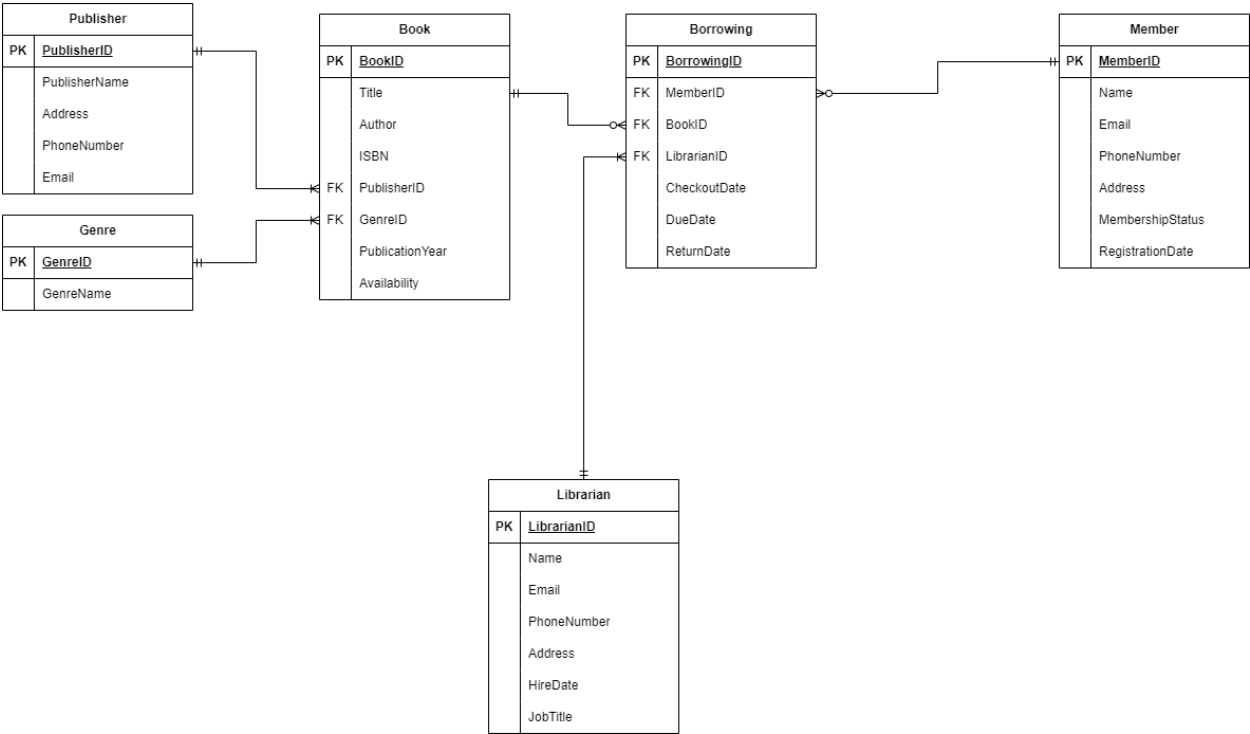 Publisher
PK PublisherID
PublisherName
Address
PhoneNumber
Email
Genre
PK GenreID
GenreName
Book
PK BookID
Title
Author
ISBN
FK PublisherID
FK GenreID
PublicationYear
Availability
Borrowing
PK BorrowingID
FK MemberID
FK BookID
FK LibrarianID
CheckoutDate
DueDate
ReturnDate
Member
PK MemberID
Name
Email
PhoneNumber
Address
MembershipStatus
RegistrationDate
Librarian
PK LibrarianID
Name
Email
PhoneNumber
Address
HireDate
JobTitle